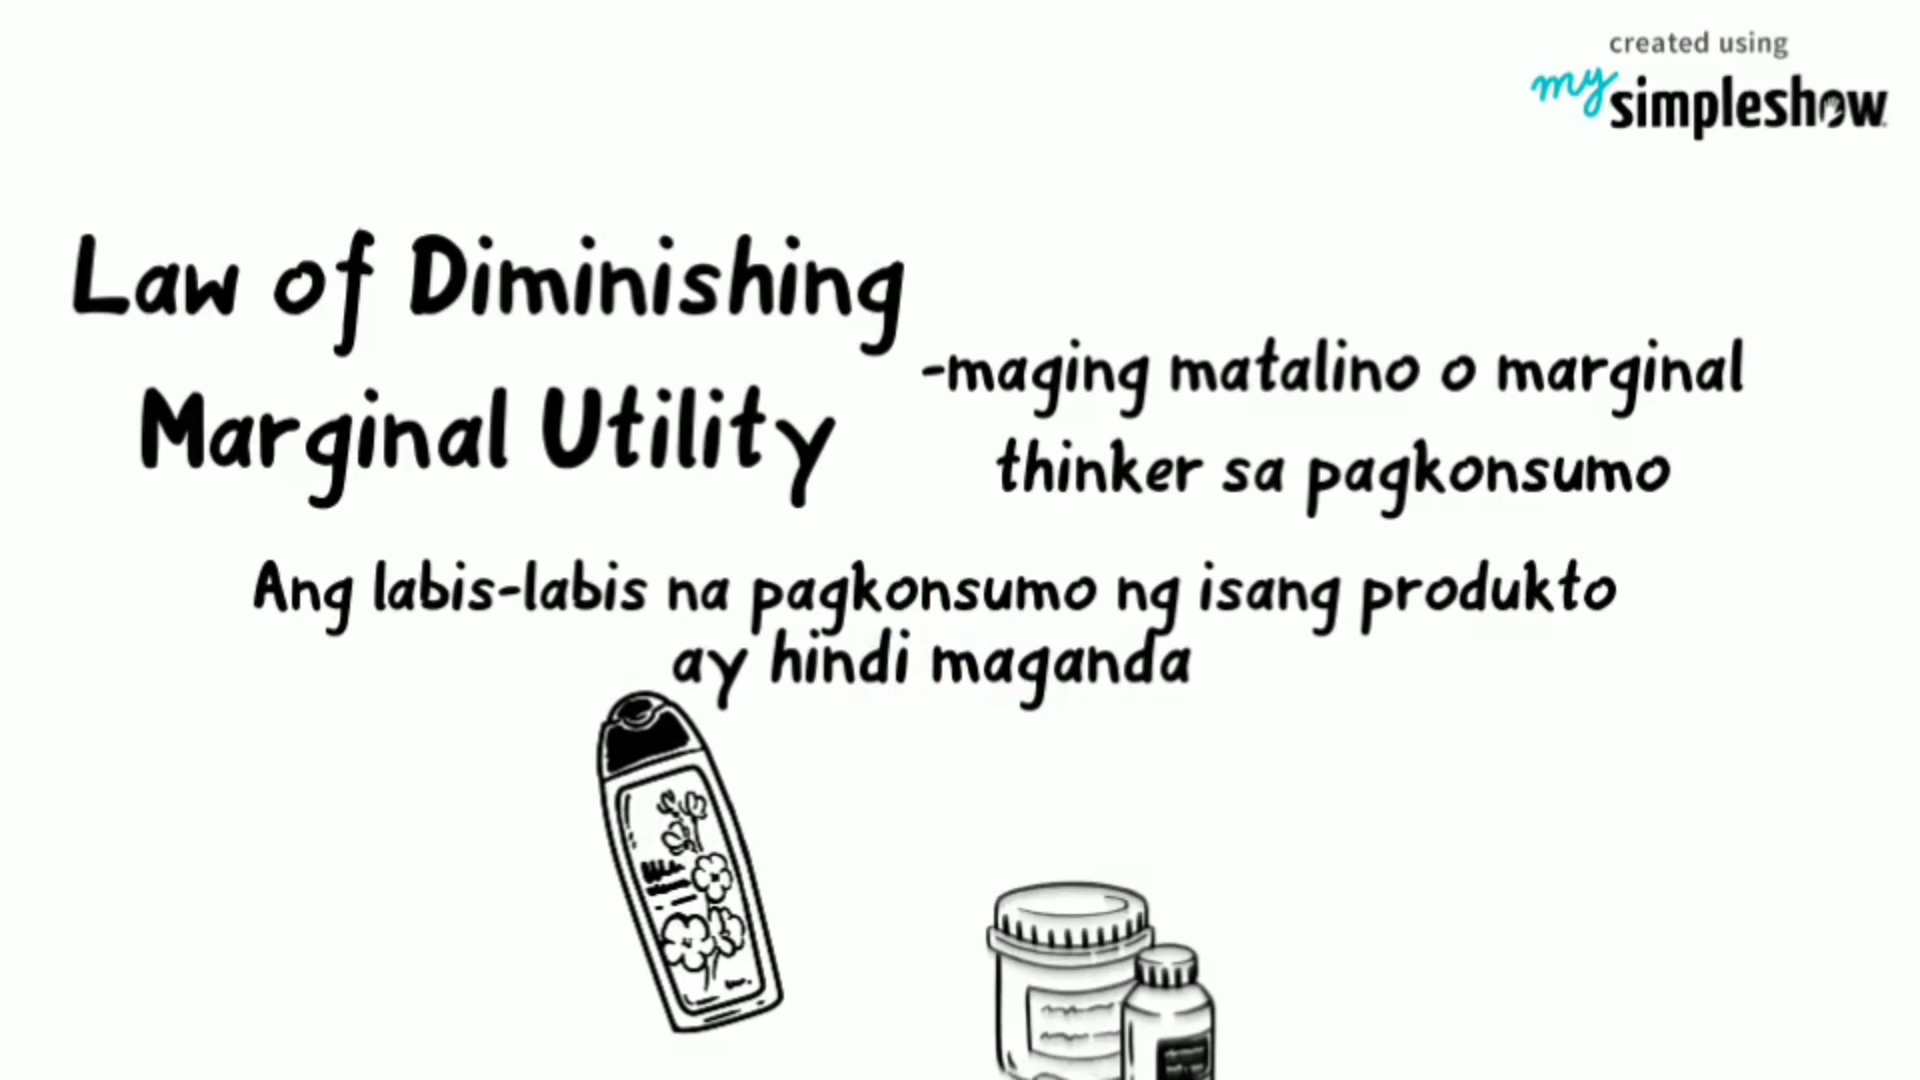 created using
my simpleshow
Law of Diminishing
Marginal Utility
-maging matalino o marginal
thinker sa pagkonsumo
Ang labis-labis na pagkonsumo ng isang produkto
ay hindi maganda